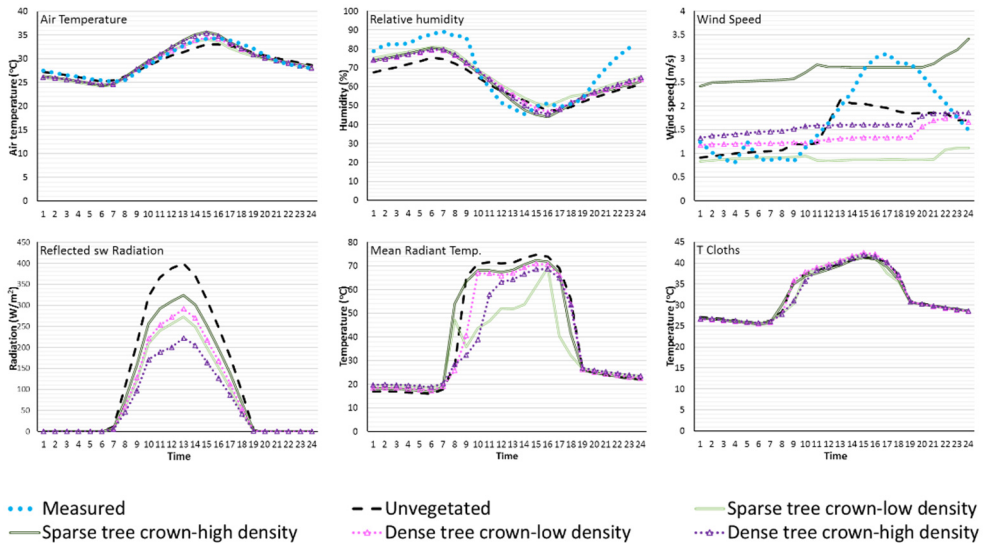 Air Temperature
Air temperature (°C)
40
35
30
25
20
15
10
5
0
1 2 3 4 5 6 7 8 9 10 11 12 13 14 15 16 17 18 19 20 21 22 23 24
Relative humidity
Humidity (%)
100
90
80
70
60
50
40
30
20
10
0
1 2 3 4 5 6 7 8 9 10 11 12 13 14 15 16 17 18 19 20 21 22 23 24
Wind Speed
Wind speed (m/s)
4
3.5
3
2.5
2
1.5
1
0.5
0
1 2 3 4 5 6 7 8 9 10 11 12 13 14 15 16 17 18 19 20 21 22 23 24
Reflected sw Radiation
Radiation (W/m²)
450
400
350
300
250
200
150
100
50
0
1 2 3 4 5 6 7 8 9 10 11 12 13 14 15 16 17 18 19 20 21 22 23 24
Time
Mean Radiant Temp.
Temperature (°C)
80
70
60
50
40
30
20
10
0
1 2 3 4 5 6 7 8 9 10 11 12 13 14 15 16 17 18 19 20 21 22 23 24
Time
T Cloths
Temperature (°C)
45
40
35
30
25
20
15
10
5
0
1 2 3 4 5 6 7 8 9 10 11 12 13 14 15 16 17 18 19 20 21 22 23 24
Time
Measured
Unvegetated
Sparse tree crown-low density
Sparse tree crown-high density
Dense tree crown-low density
Dense tree crown-high density